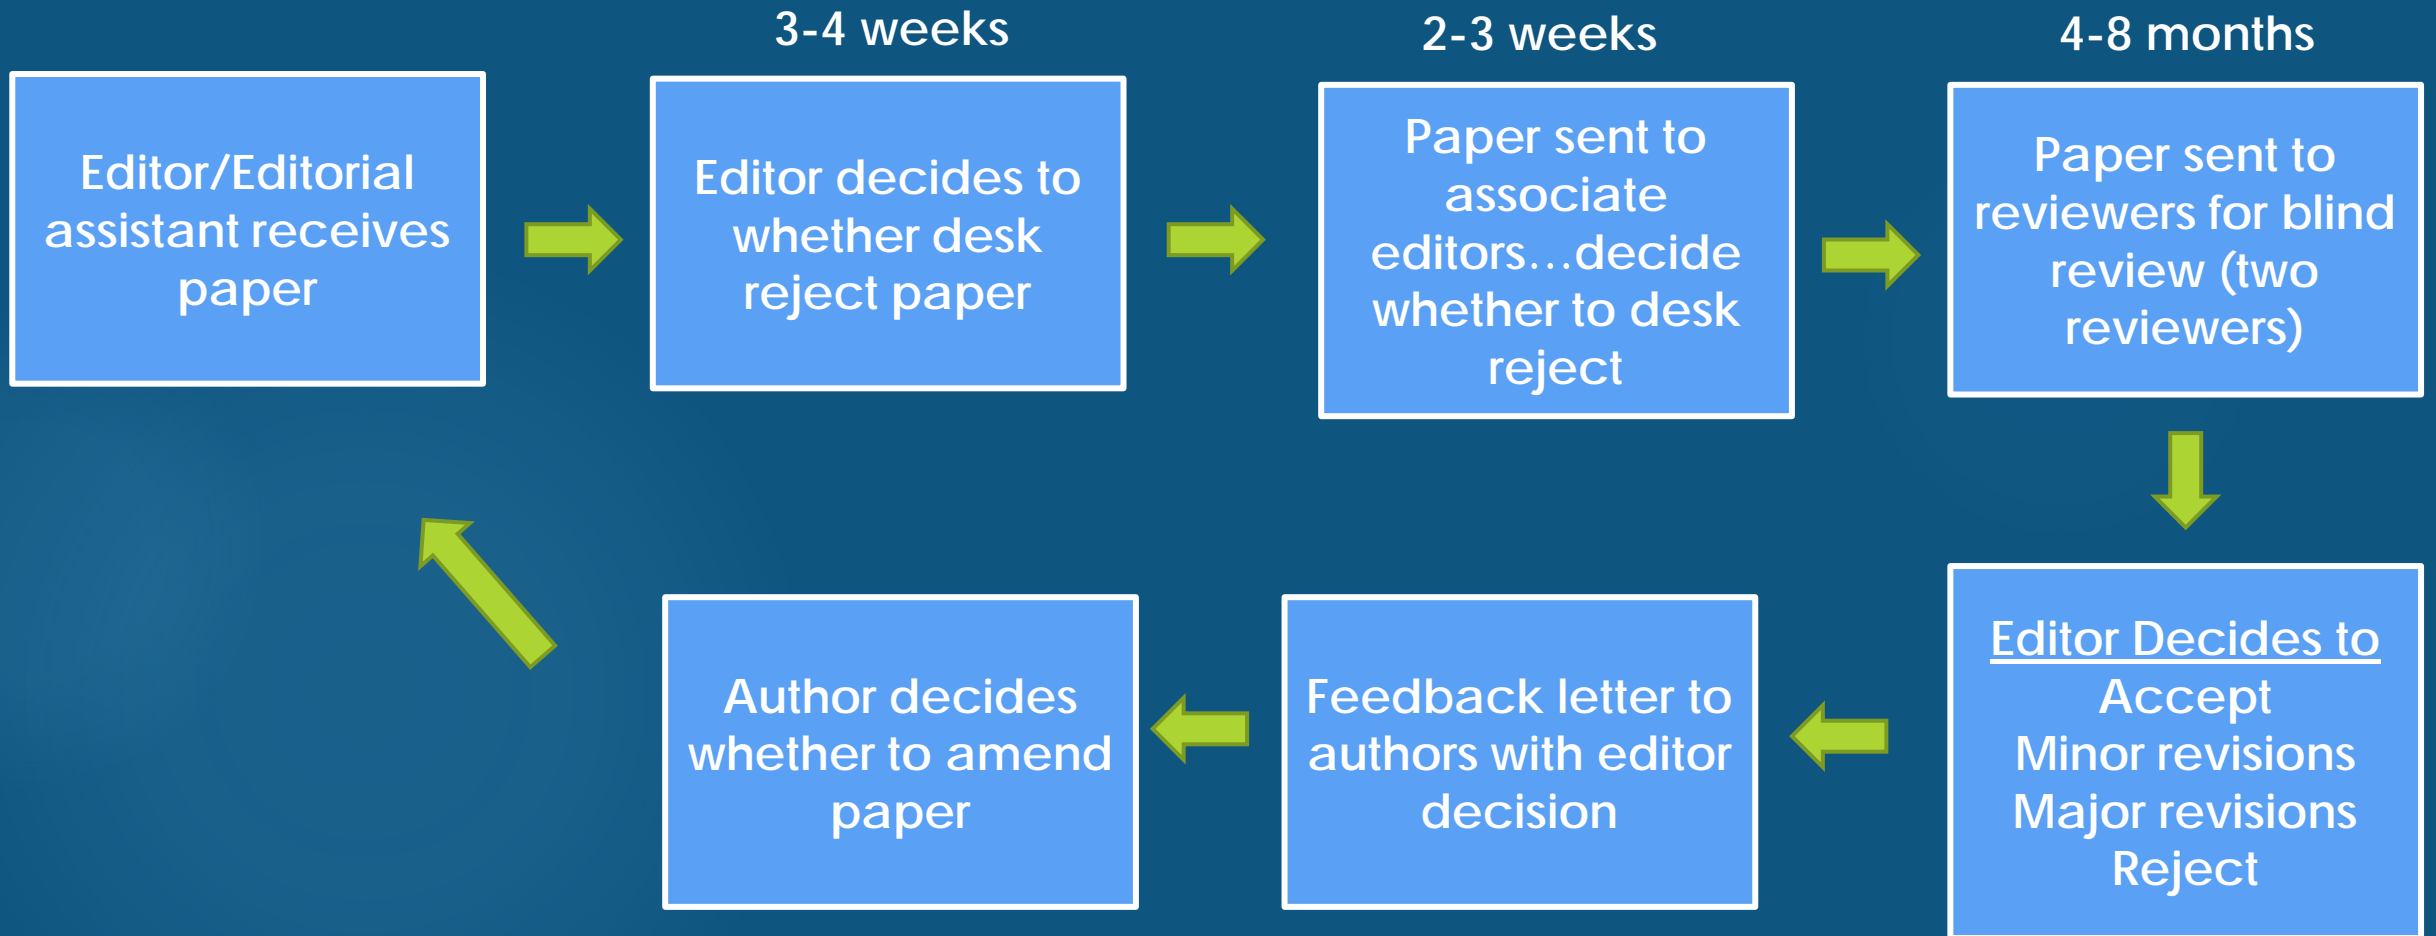 3-4 weeks
2-3 weeks
4-8 months
Editor/Editorial
assistant receives
paper
Editor decides to
whether desk
reject paper
Paper sent to
associate
editors…decide
whether to desk
reject
Paper sent to
reviewers for blind
review (two
reviewers)
Editor Decides to
Accept
Minor revisions
Major revisions
Reject
Feedback letter to
authors with editor
decision
Author decides
whether to amend
paper